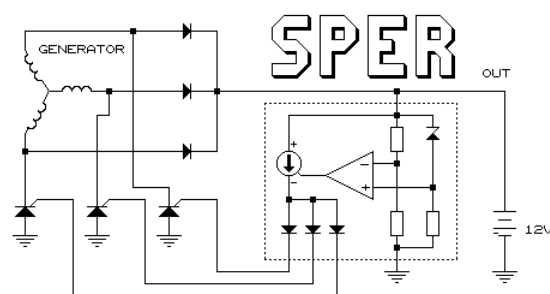 SPER
GENERATOR
OUT
+
−
−
+
12V